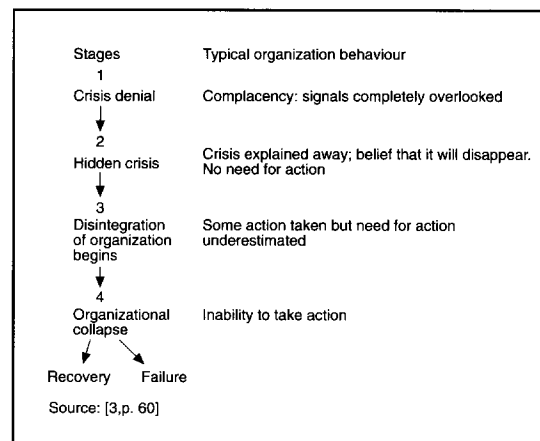 Stages Typical organization behaviour
1
Crisis denial Complacency: signals completely overlooked
2
Hidden crisis Crisis explained away; belief that it will disappear.
No need for action
3
Disintegration Some action taken but need for action
of organization underestimated
begins
4
Organizational Inability to take action
collapse
Recovery Failure
Source: [3,p. 60]